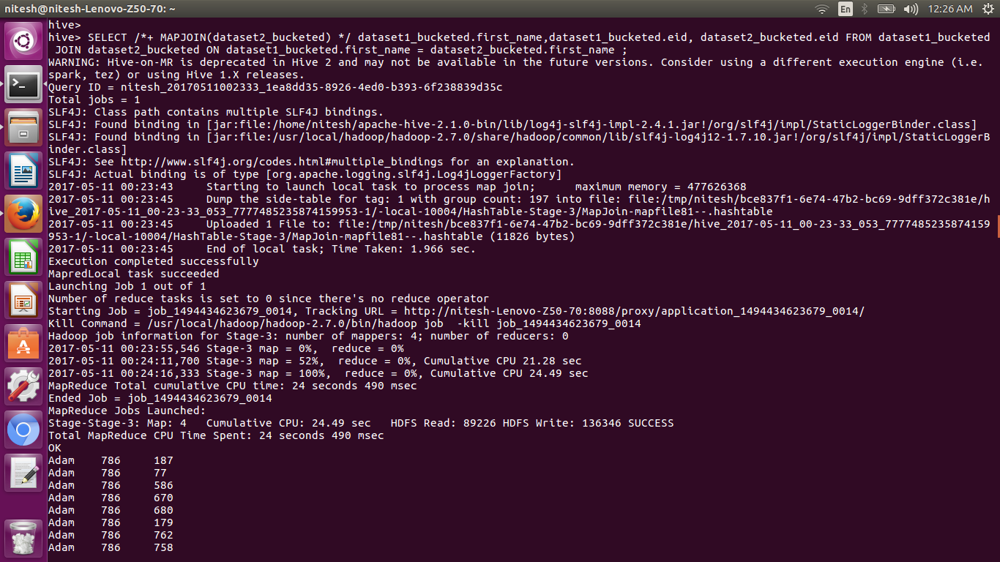 nitesh@nitesh-Lenovo-Z50-70: ~
En
12:26 AM
hive>
hive> SELECT /*+ MAPJOIN(dataset2_bucketed) */ dataset1_bucketed.first_name,dataset1_bucketed.eid, dataset2_bucketed.eid FROM dataset1_bucketed
 JOIN dataset2_bucketed ON dataset1_bucketed.first_name = dataset2_bucketed.first_name ;
WARNING: Hive-on-MR is deprecated in Hive 2 and may not be available in the future versions. Consider using a different execution engine (i.e.
spark, tez) or using Hive 1.X releases.
Query ID = nitesh_20170511002333_1ea8dd35-8926-4ed0-b393-6f238839d35c
Total jobs = 1
SLF4J: Class path contains multiple SLF4J bindings.
SLF4J: Found binding in [jar:file:/home/nitesh/apache-hive-2.1.0-bin/lib/log4j-slf4j-impl-2.4.1.jar!/org/slf4j/impl/StaticLoggerBinder.class]
SLF4J: Found binding in [jar:file:/usr/local/hadoop/hadoop-2.7.0/share/hadoop/common/lib/slf4j-log4j12-1.7.10.jar!/org/slf4j/impl/StaticLoggerB
inder.class]
SLF4J: See http://www.slf4j.org/codes.html#multiple_bindings for an explanation.
SLF4J: Actual binding is of type [org.apache.logging.slf4j.Log4jLoggerFactory]
2017-05-11 00:23:43     Starting to launch local task to process map join;      maximum memory = 477626368
2017-05-11 00:23:45     Dump the side-table for tag: 1 with group count: 197 into file: file:/tmp/nitesh/bce837f1-6e74-47b2-bc69-9dff372c381e/h
ive_2017-05-11_00-23-33_053_7777485235874159953-1/-local-10004/HashTable-Stage-3/MapJoin-mapfile81--.hashtable
2017-05-11 00:23:45     Uploaded 1 File to: file:/tmp/nitesh/bce837f1-6e74-47b2-bc69-9dff372c381e/hive_2017-05-11_00-23-33_053_7777485235874159
953-1/-local-10004/HashTable-Stage-3/MapJoin-mapfile81--.hashtable (11826 bytes)
2017-05-11 00:23:45     End of local task; Time Taken: 1.966 sec.
Execution completed successfully
MapredLocal task succeeded
Launching Job 1 out of 1
Number of reduce tasks is set to 0 since there's no reduce operator
Starting Job = job_1494434623679_0014, Tracking URL = http://nitesh-Lenovo-Z50-70:8088/proxy/application_1494434623679_0014/
Kill Command = /usr/local/hadoop/hadoop-2.7.0/bin/hadoop job  -kill job_1494434623679_0014
Hadoop job information for Stage-3: number of mappers: 4; number of reducers: 0
2017-05-11 00:23:55,546 Stage-3 map = 0%,  reduce = 0%
2017-05-11 00:24:11,700 Stage-3 map = 52%,  reduce = 0%, Cumulative CPU 21.28 sec
2017-05-11 00:24:16,333 Stage-3 map = 100%,  reduce = 0%, Cumulative CPU 24.49 sec
MapReduce Total cumulative CPU time: 24 seconds 490 msec
Ended Job = job_1494434623679_0014
MapReduce Jobs Launched:
Stage-Stage-3: Map: 4   Cumulative CPU: 24.49 sec   HDFS Read: 89226 HDFS Write: 136346 SUCCESS
Total MapReduce CPU Time Spent: 24 seconds 490 msec
OK
Adam    786     187
Adam    786     77
Adam    786     586
Adam    786     670
Adam    786     680
Adam    786     179
Adam    786     762
Adam    786     758